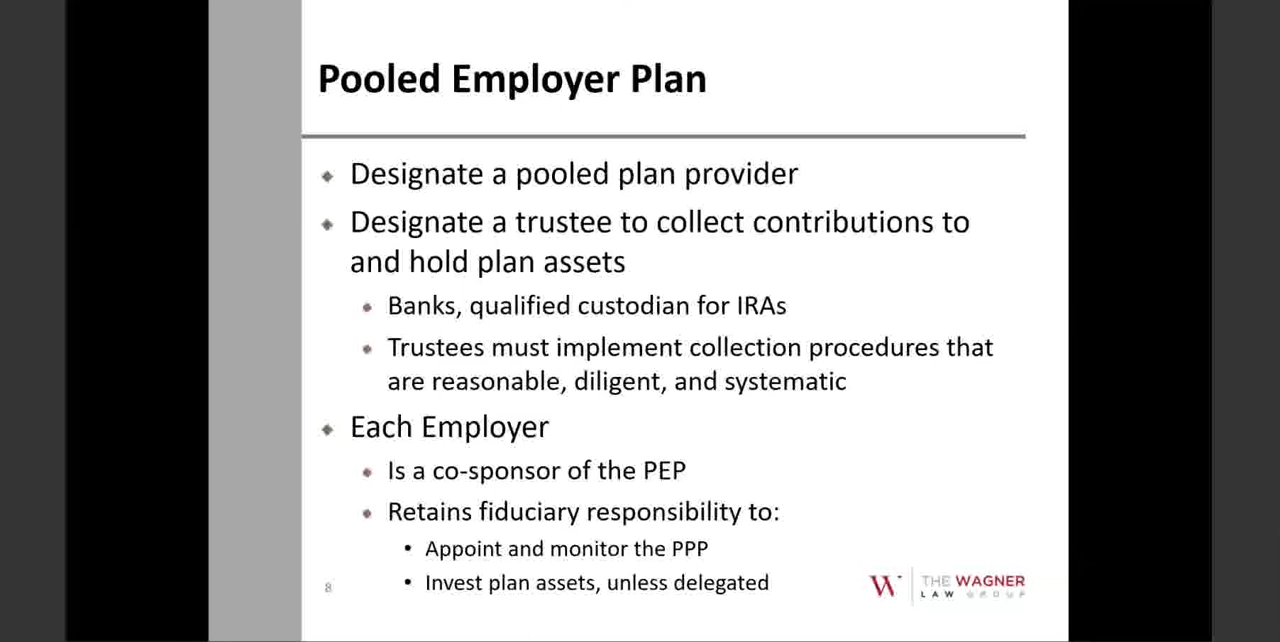 Pooled Employer Plan
Designate a pooled plan provider
Designate a trustee to collect contributions to
and hold plan assets
Banks, qualified custodian for IRAs
Trustees must implement collection procedures that
are reasonable, diligent, and systematic
Each Employer
Is a co-sponsor of the PEP
Retains fiduciary responsibility to:
Appoint and monitor the PPP
Invest plan assets, unless delegated
8
W
THE WAGNER
LAW GROUP